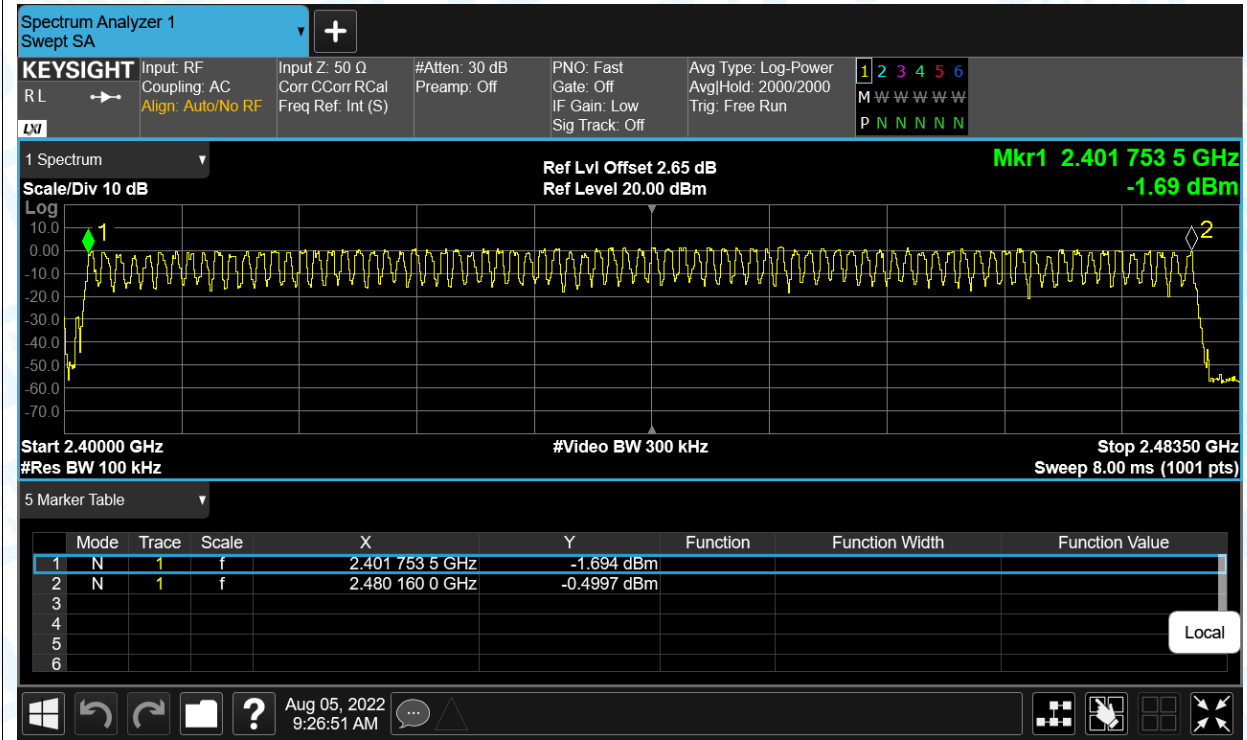 Spectrum Analyzer 1
Swept SA
+
KEYSIGHT
R L
LXI
Input: RF
Coupling: AC
Align: Auto/No RF
Input Z: 50 Ω
Corr CCorr RCal
Freq Ref: Int (S)
#Atten: 30 dB
Preamp: Off
PNO: Fast
Gate: Off
IF Gain: Low
Sig Track: Off
Avg Type: Log-Power
Avg|Hold: 2000/2000
Trig: Free Run
1 2 3 4 5 6
M W W W W W
P N N N N N
1 Spectrum
Scale/Div 10 dB
Ref Lvl Offset 2.65 dB
Ref Level 20.00 dBm
Mkr1 2.401 753 5 GHz
-1.69 dBm
Log
10.0
0.00
-10.0
-20.0
-30.0
-40.0
-50.0
-60.0
-70.0
1
2
Start 2.40000 GHz
#Video BW 300 kHz
Stop 2.48350 GHz
#Res BW 100 kHz
Sweep 8.00 ms (1001 pts)
5 Marker Table
Mode Trace Scale X Y Function Function Width Function Value
1 N 1 f 2.401 753 5 GHz -1.694 dBm
2 N 1 f 2.480 160 0 GHz -0.4997 dBm
3
4
5
6
Local
?
Aug 05, 2022
9:26:51 AM